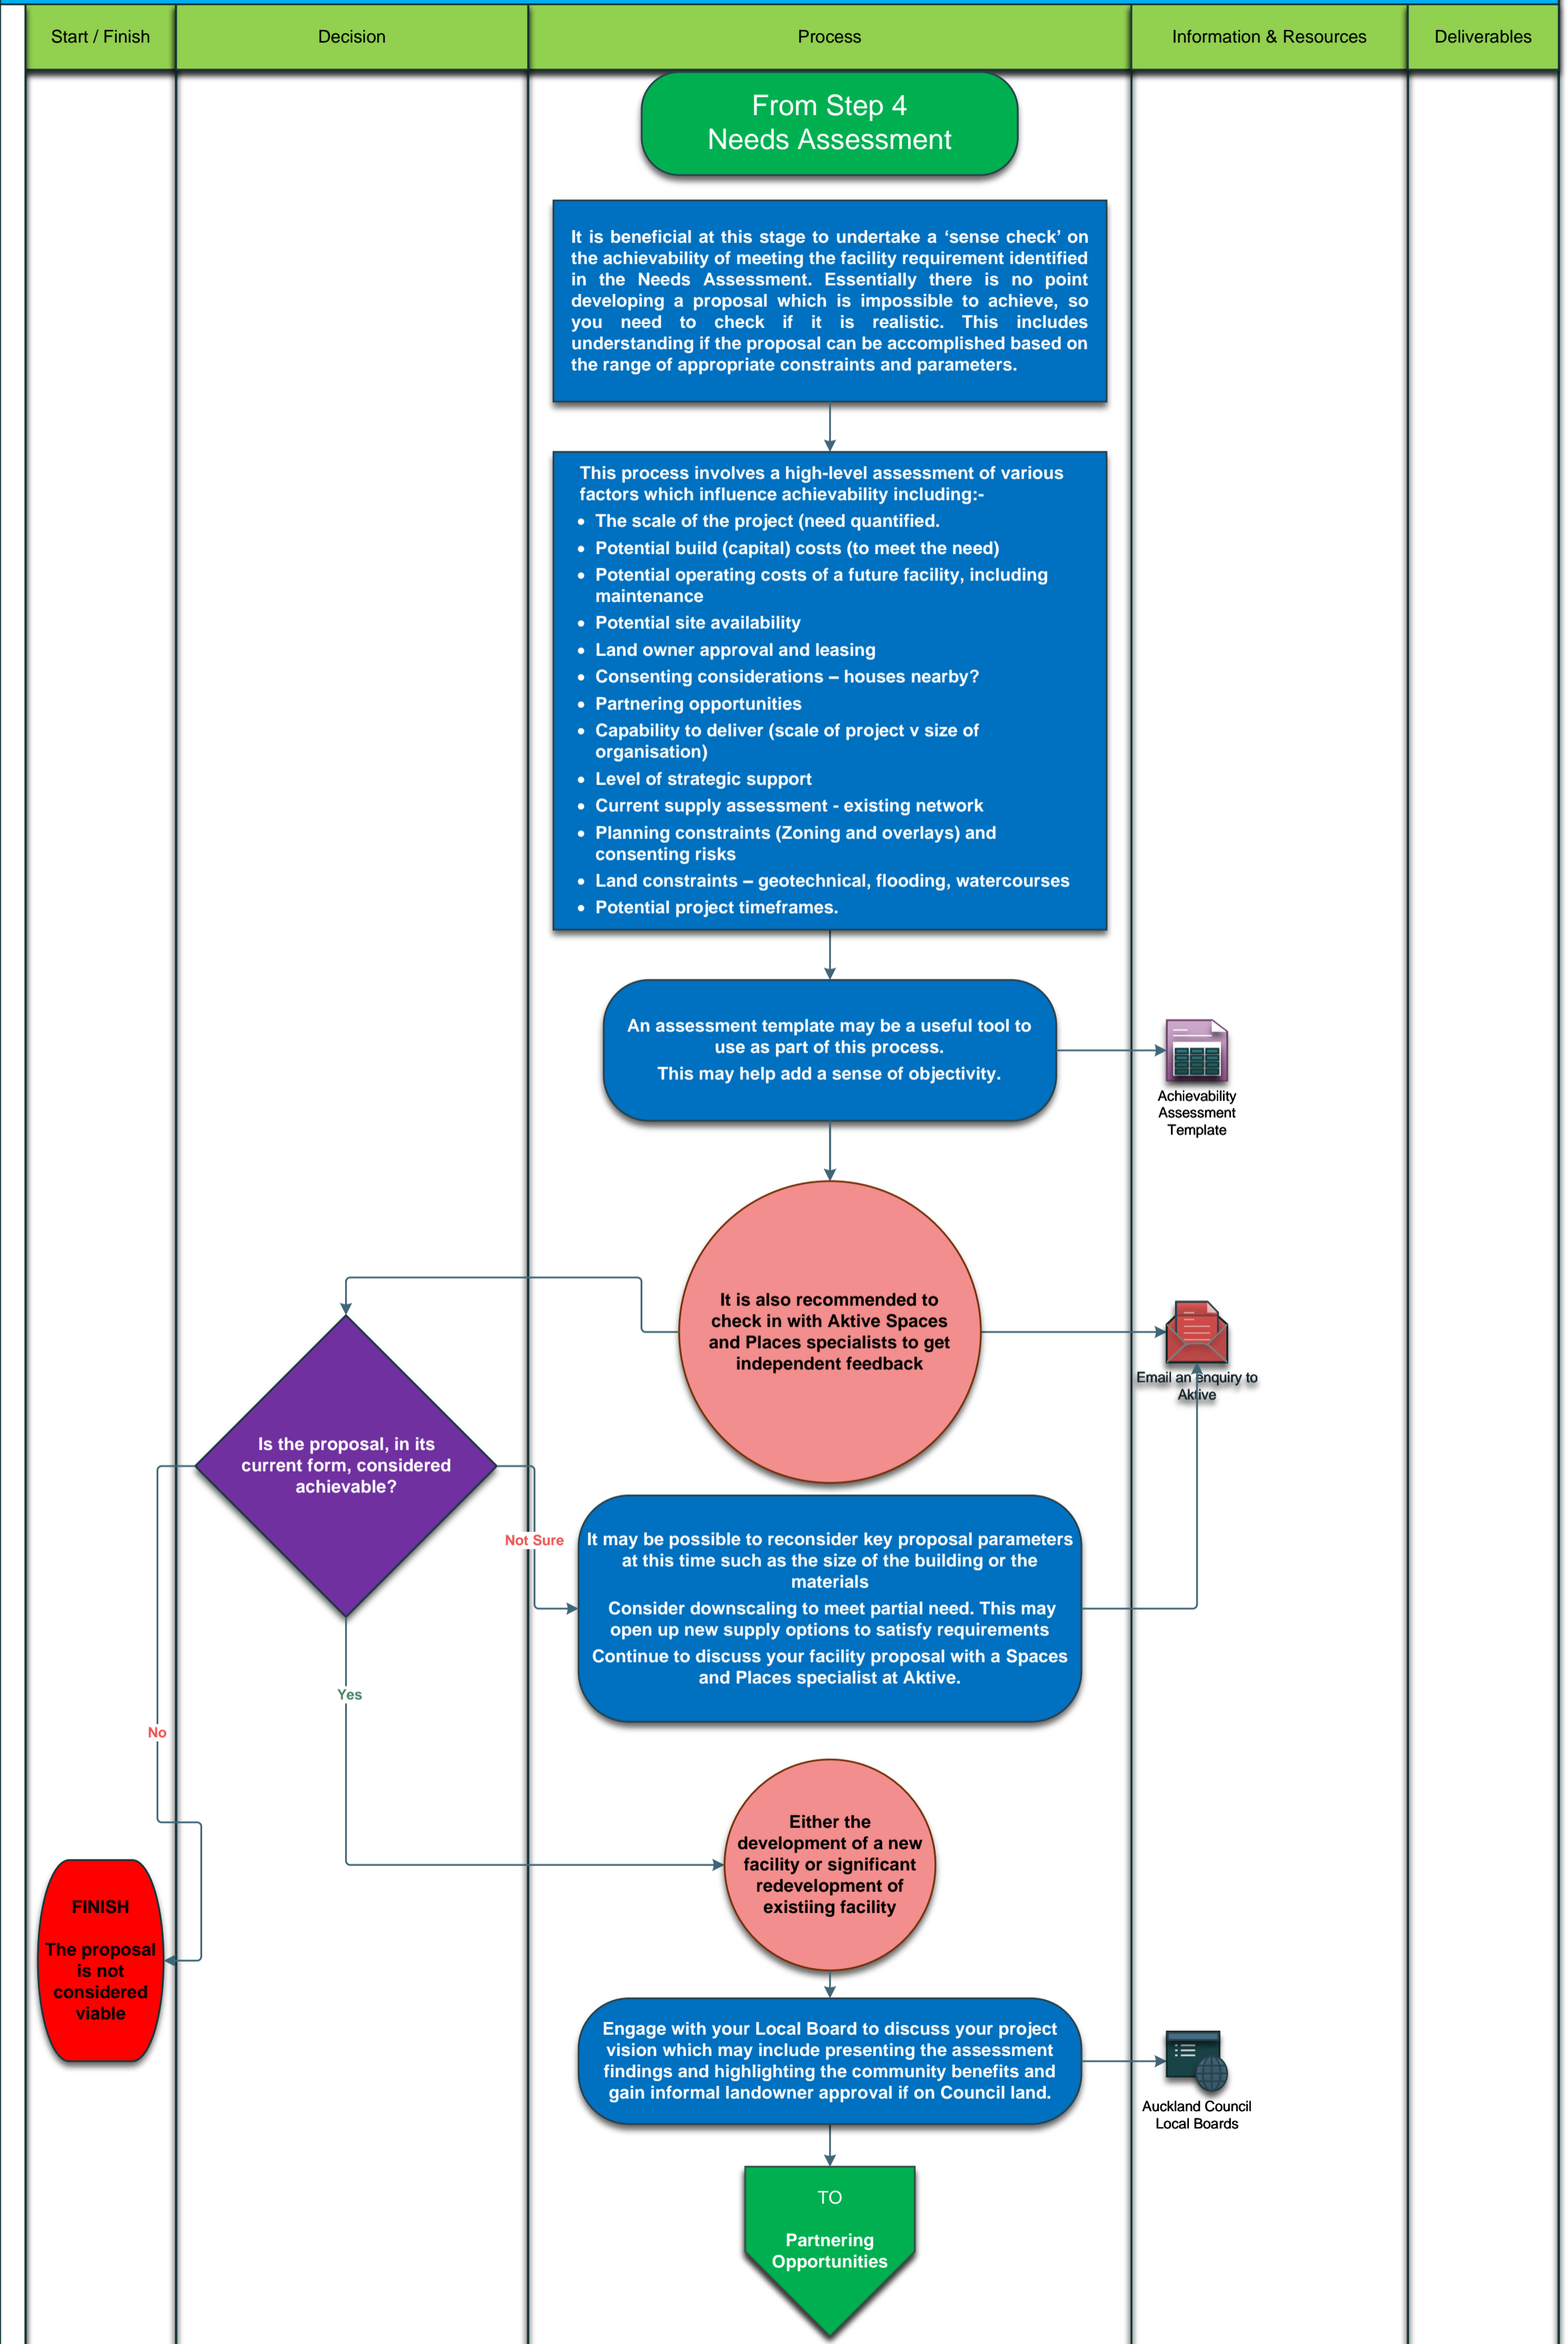 Start / Finish
Decision
Process
Information & Resources
Deliverables
From Step 4
Needs Assessment
It is beneficial at this stage to undertake a ‘sense check’ on
the achievability of meeting the facility requirement identified
in the Needs Assessment. Essentially there is no point
developing a proposal which is impossible to achieve, so
you need to check if it is realistic. This includes
understanding if the proposal can be accomplished based on
the range of appropriate constraints and parameters.
This process involves a high-level assessment of various
factors which influence achievability including:-
• The scale of the project (need quantified.
• Potential build (capital) costs (to meet the need)
• Potential operating costs of a future facility, including
maintenance
• Potential site availability
• Land owner approval and leasing
• Consenting considerations – houses nearby?
• Partnering opportunities
• Capability to deliver (scale of project v size of
organisation)
• Level of strategic support
• Current supply assessment - existing network
• Planning constraints (Zoning and overlays) and
consenting risks
• Land constraints – geotechnical, flooding, watercourses
• Potential project timeframes.
An assessment template may be a useful tool to
use as part of this process.
This may help add a sense of objectivity.
Achievability
Assessment
Template
It is also recommended to
check in with Aktive Spaces
and Places specialists to get
independent feedback
Email an enquiry to
Aktive
Is the proposal, in its
current form, considered
achievable?
Not Sure
It may be possible to reconsider key proposal parameters
at this time such as the size of the building or the
materials
Consider downscaling to meet partial need. This may
open up new supply options to satisfy requirements
Continue to discuss your facility proposal with a Spaces
and Places specialist at Aktive.
Yes
No
Either the
development of a new
facility or significant
redevelopment of
existiing facility
FINISH
The proposal
is not
considered
viable
Engage with your Local Board to discuss your project
vision which may include presenting the assessment
findings and highlighting the community benefits and
gain informal landowner approval if on Council land.
Auckland Council
Local Boards
TO
Partnering
Opportunities